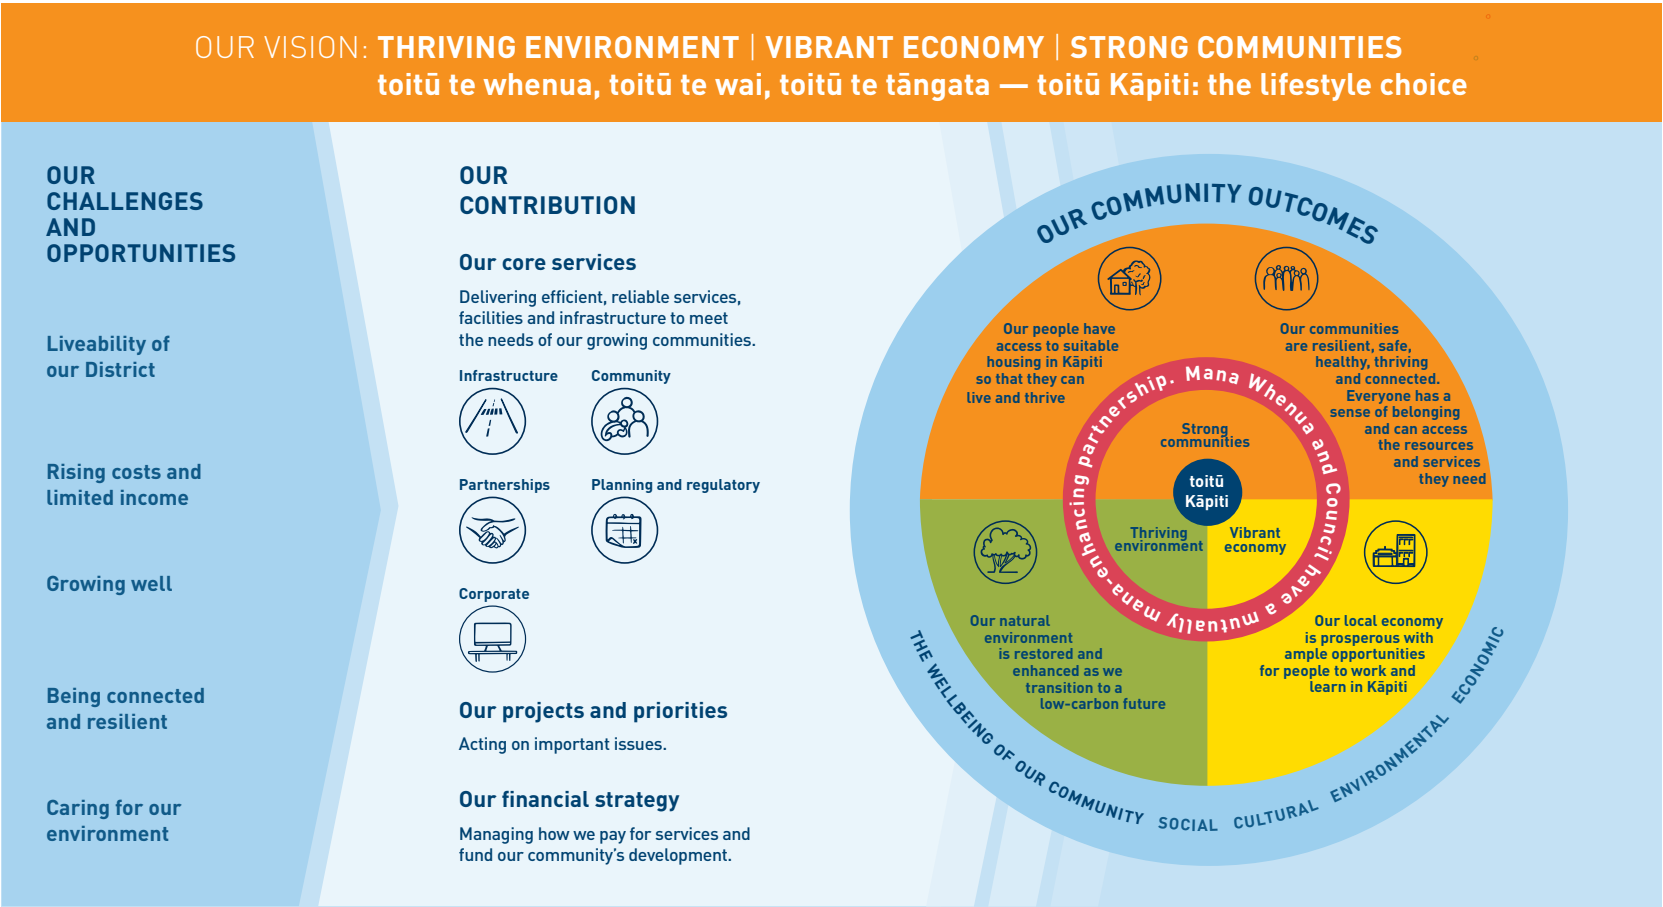 OUR VISION: THRIVING ENVIRONMENT | VIBRANT ECONOMY | STRONG COMMUNITIES
toitū te whenua, toitū te wai, toitū te tāngata — toitū Kāpiti: the lifestyle choice
OUR
CHALLENGES
AND
OPPORTUNITIES
Liveability of
our District
Rising costs and
limited income
Growing well
Being connected
and resilient
Caring for our
environment
OUR
CONTRIBUTION
Our core services
Delivering efficient, reliable services,
facilities and infrastructure to meet
the needs of our growing communities.
Infrastructure
Community
Partnerships
Planning and regulatory
Corporate
Our projects and priorities
Acting on important issues.
Our financial strategy
Managing how we pay for services and
fund our community's development.
OUR COMMUNITY OUTCOMES
Our people have
access to suitable
housing in Kāpiti
so that they can
live and thrive
Our communities
are resilient, safe,
healthy, thriving
and connected.
Everyone has a
sense of belonging
and can access
the resources
and services
they need
Mana Whenua and Council have a mutually mana-enhancing partnership.
Strong
communities
toitū
Kāpiti
Thriving
environment
Vibrant
economy
Our natural
environment
is restored and
enhanced as we
transition to a
low-carbon future
Our local economy
is prosperous with
ample opportunities
for people to work and
learn in Kāpiti
THE WELLBEING OF OUR COMMUNITY SOCIAL CULTURAL ENVIRONMENTAL ECONOMIC